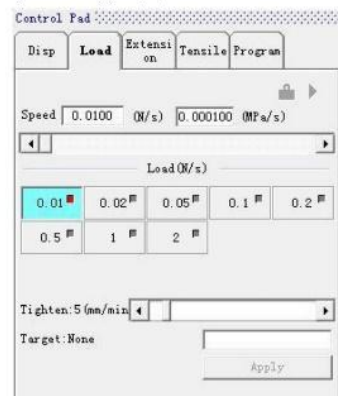 Control Pad
Disp Load Extensi on Tensile Program
Speed 0.0100 (N/s) 0.000100 (MPa/s)
Load(N/s)
0.01 0.02 0.05 0.1 0.2
0.5 1 2
Tighten:5(mm/min
Target:None
Apply